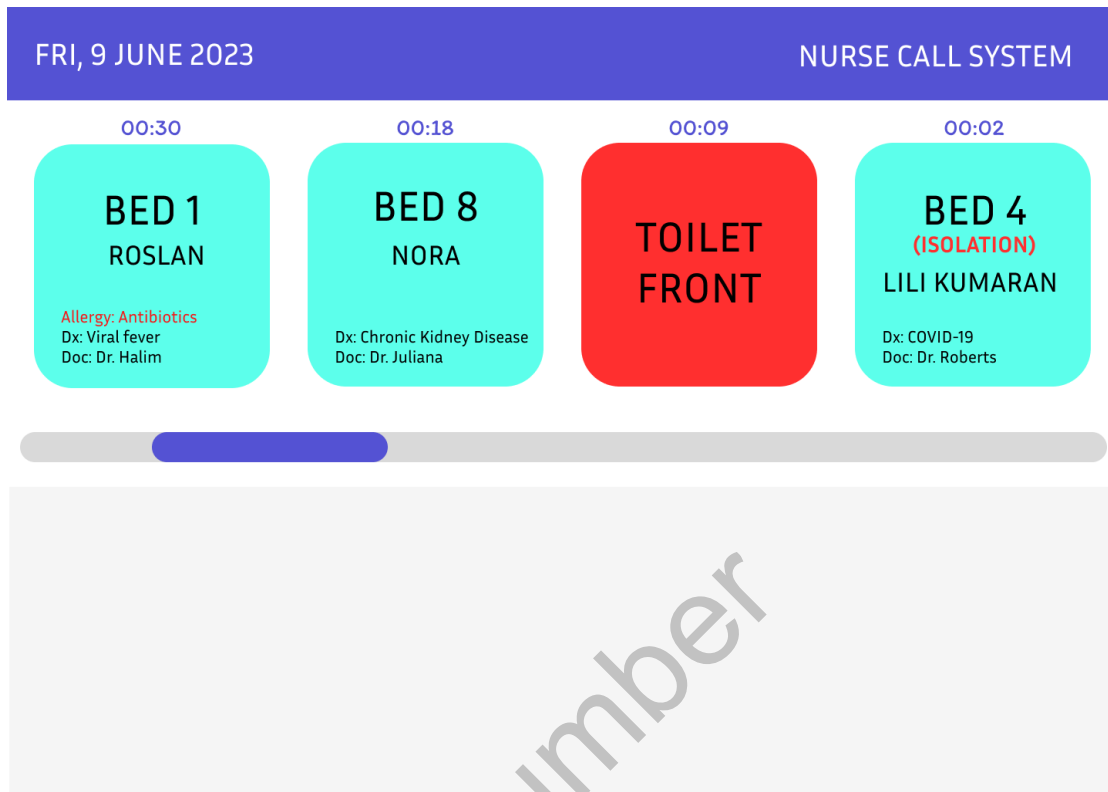 FRI, 9 JUNE 2023
NURSE CALL SYSTEM
00:30
BED 1
ROSLAN
Allergy: Antibiotics
Dx: Viral fever
Doc: Dr. Halim
00:18
BED 8
NORA
Dx: Chronic Kidney Disease
Doc: Dr. Juliana
00:09
TOILET
FRONT
00:02
BED 4
(ISOLATION)
LILI KUMARAN
Dx: COVID-19
Doc: Dr. Roberts